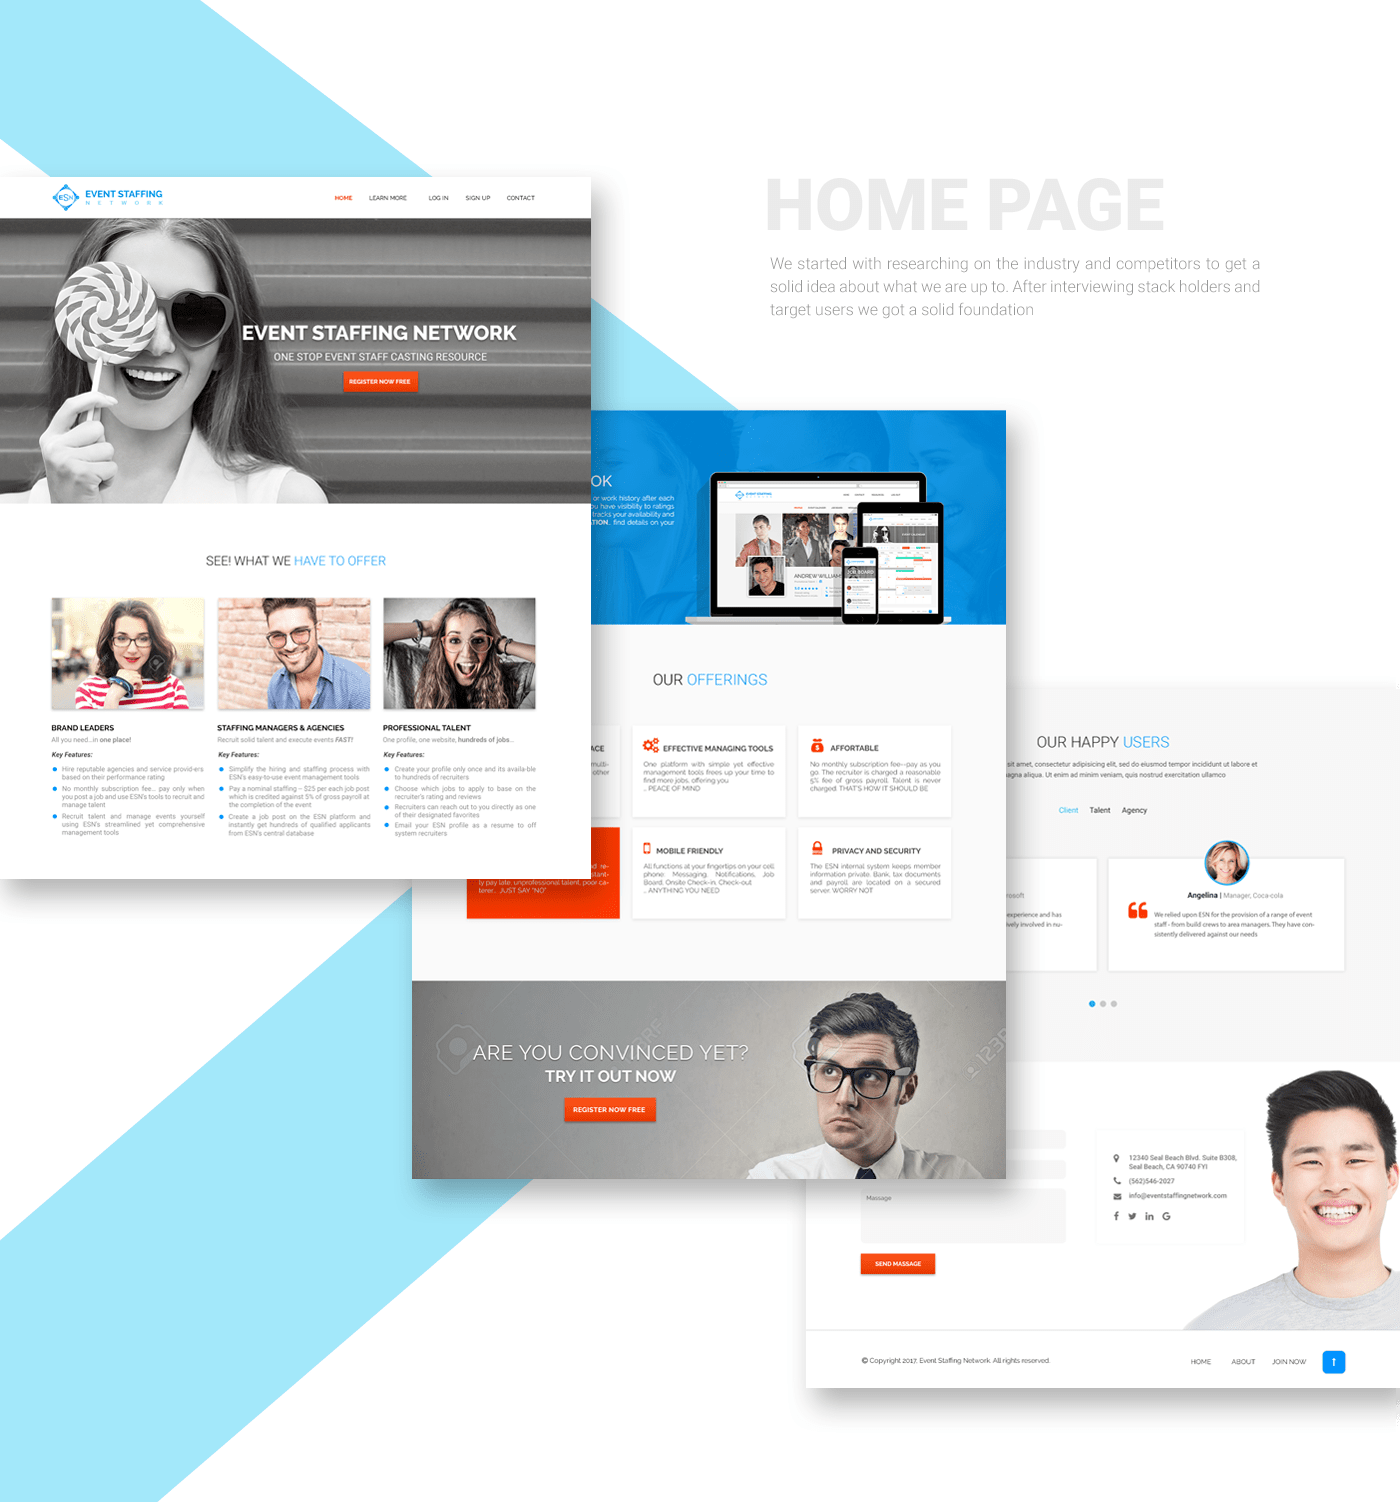 HOME PAGE
We started with researching on the industry and competitors to get a
solid idea about what we are up to. After interviewing stack holders and
target users we got a solid foundation
ESN
EVENT STAFFING
NETWORK
HOME LEARN MORE LOG IN SIGN UP CONTACT
EVENT STAFFING NETWORK
ONE STOP EVENT STAFF CASTING RESOURCE
REGISTER NOW FREE
SEE! WHAT WE HAVE TO OFFER
BRAND LEADERS
All you need...in one place!
Key Features:
Hire reputable agencies and service provid-ers
based on their performance rating
No monthly subscription fee... pay only when
you post a job and use ESN's tools to recruit and
manage talent
Recruit talent and manage events yourself
using ESN's streamlined yet comprehensive
management tools
STAFFING MANAGERS & AGENCIES
Recruit solid talent and execute events FAST!
Key Features:
Simplify the hiring and staffing process with
ESN's easy-to-use event management tools
Pay a nominal staffing – $25 per each job post
which is credited against 5% of gross payroll at
the completion of the event
Create a job post on the ESN platform and
instantly get hundreds of qualified applicants
from ESN's central database
PROFESSIONAL TALENT
One profile, one website, hundreds of jobs...
Key Features:
Create your profile only once and its availa-ble
to hundreds of recruiters
Choose which jobs to apply to base on the
recruiter's rating and reviews
Recruiters can reach out to you directly as one
of their designated favorites
Email your ESN profile as a resume to off
system recruiters
OK
or work history after each
ou have visibility to ratings
tracks your availability and
ATION... find details on your
EVENT STAFFING
ANDREW WILLIAM
JOB BOARD
OUR OFFERINGS
ACE
multi-
other
EFFECTIVE MANAGING TOOLS
One platform with simple yet effective
management tools frees up your time to
find more jobs, offering you
... PEACE OF MIND
AFFORTABLE
No monthly subscription fee--pay as you
go. The recruiter is charged a reasonable
5% fee of gross payroll. Talent is never
charged. THAT'S HOW IT SHOULD BE
d re-
stant-
ly pay late, unprofessional talent, poor ca-
terer... JUST SAY "NO"
MOBILE FRIENDLY
All functions at your fingertips on your cell
phone: Messaging, Notifications, Job
Board, Onsite Check-in, Check-out
... ANYTHING YOU NEED
PRIVACY AND SECURITY
The ESN internal system keeps member
information private. Bank, tax documents
and payroll are located on a secured
server. WORRY NOT
ARE YOU CONVINCED YET?
TRY IT OUT NOW
REGISTER NOW FREE
123RF
OUR HAPPY USERS
sit amet, consectetur adipisicing elit, sed do eiusmod tempor incididunt ut labore et
magna aliqua. Ut enim ad minim veniam, quis nostrud exercitation ullamco
Client Talent Agency
rosoft
experience and has
ively involved in nu-
Angelina | Manager, Coca-cola
We relied upon ESN for the provision of a range of event
staff - from build crews to area managers. They have con-
sistently delivered against our needs
Massage
SEND MASSAGE
12340 Seal Beach Blvd. Suite B308,
Seal Beach, CA 90740 FYI
(562)546-2027
info@eventstaffingnetwork.com
© Copyright 2017. Event Staffing Network. All rights reserved.
HOME ABOUT JOIN NOW